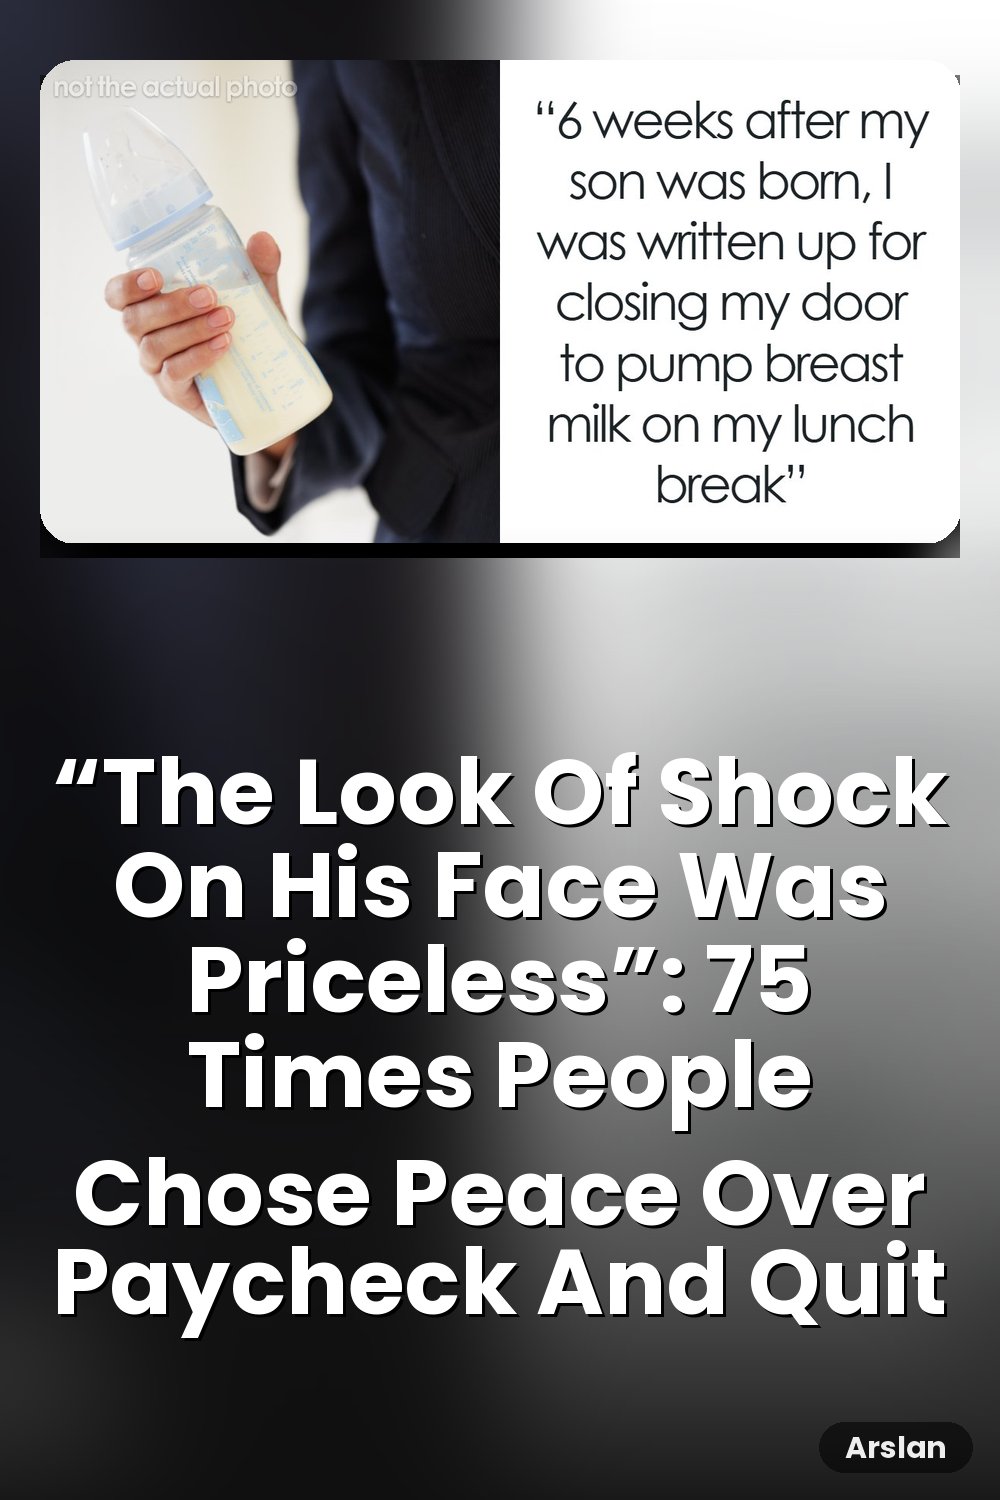 not the actual photo
“6 weeks after my
son was born, I
was written up for
closing my door
to pump breast
milk on my lunch
break”
“The Look Of Shock
On His Face Was
Priceless”: 75
Times People
Chose Peace Over
Paycheck And Quit
Arslan